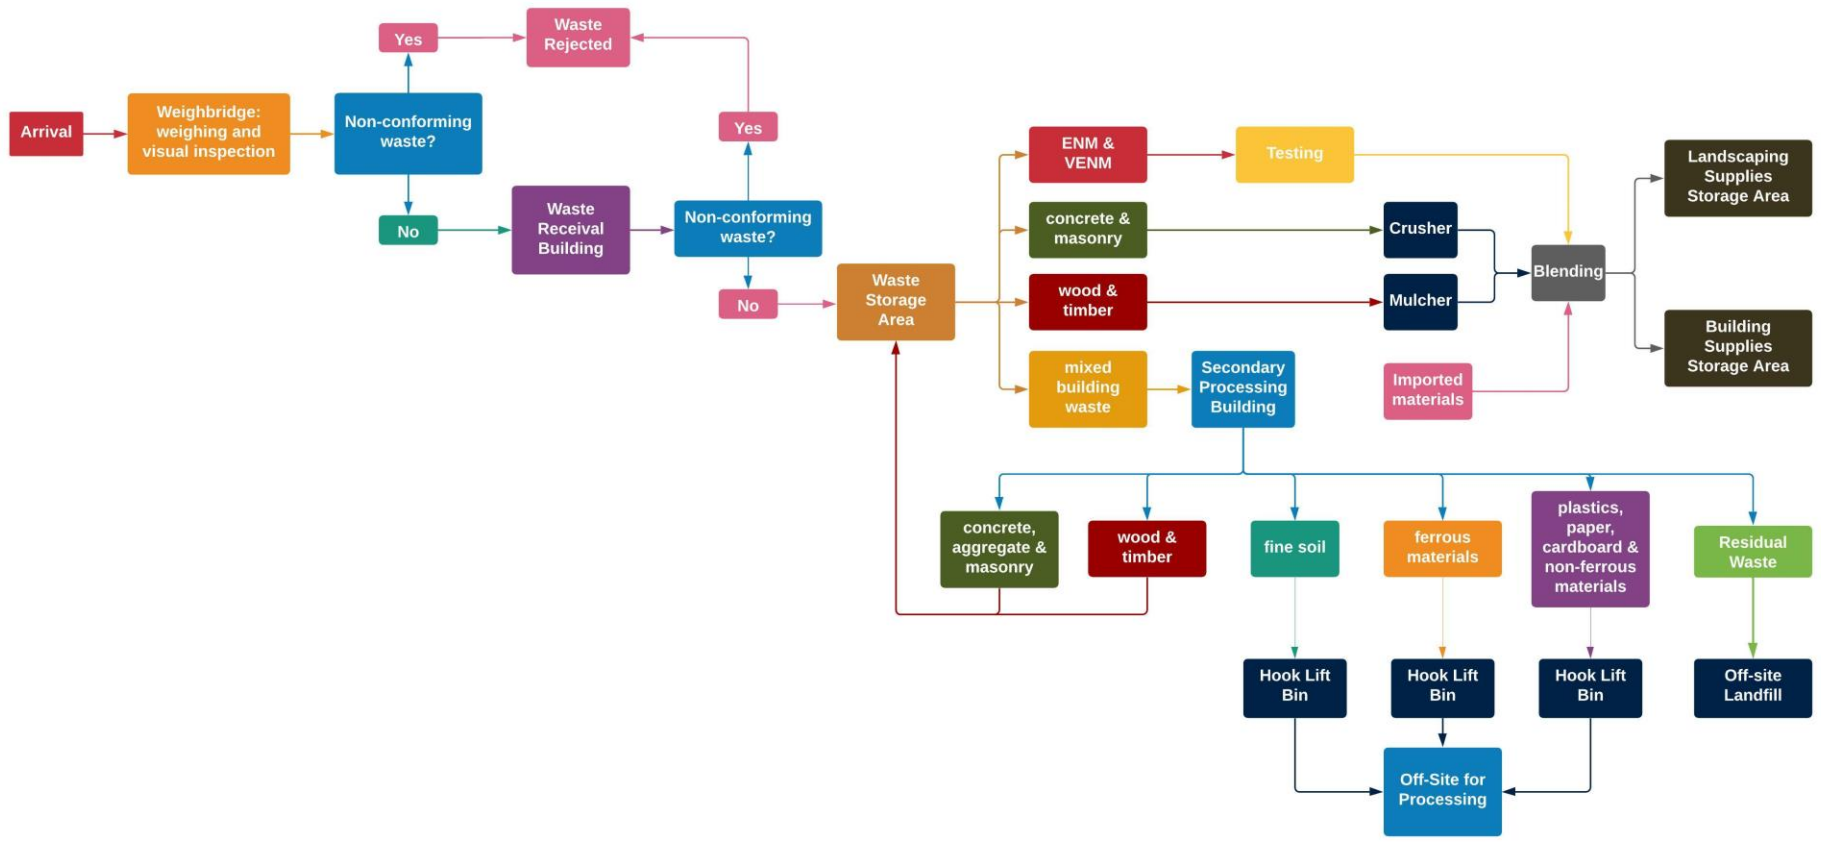 Arrival
Weighbridge:
weighing and
visual inspection
Non-conforming
waste?
Yes
Waste
Rejected
No
Waste
Receival
Building
Non-conforming
waste?
Yes
No
Waste
Storage
Area
ENM &
VENM
Testing
concrete &
masonry
Crusher
wood &
timber
Mulcher
mixed
building
waste
Secondary
Processing
Building
Imported
materials
Blending
Landscaping
Supplies
Storage Area
Building
Supplies
Storage Area
concrete,
aggregate &
masonry
wood &
timber
fine soil
ferrous
materials
plastics,
paper,
cardboard &
non-ferrous
materials
Residual
Waste
Hook Lift
Bin
Hook Lift
Bin
Hook Lift
Bin
Off-site
Landfill
Off-Site for
Processing